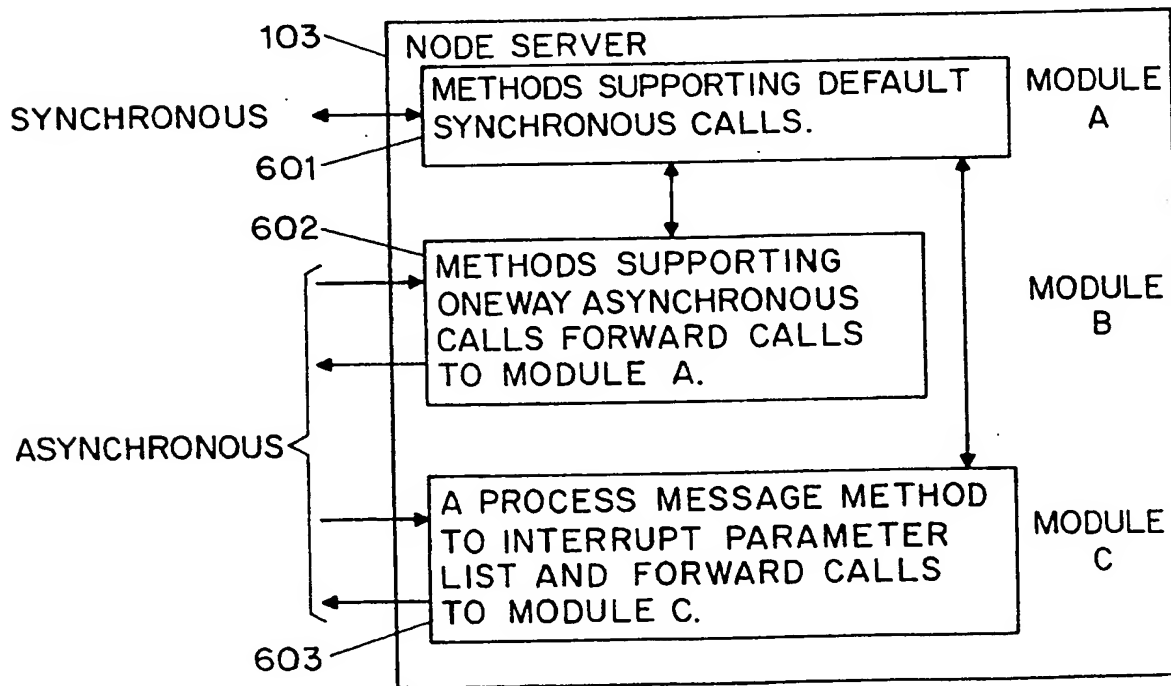 103
NODE SERVER
METHODS SUPPORTING DEFAULT
SYNCHRONOUS CALLS.
MODULE
A
SYNCHRONOUS
601
602
METHODS SUPPORTING
ONEWAY ASYNCHRONOUS
CALLS FORWARD CALLS
TO MODULE A.
MODULE
B
ASYNCHRONOUS
A PROCESS MESSAGE METHOD
TO INTERRUPT PARAMETER
LIST AND FORWARD CALLS
TO MODULE C.
MODULE
C
603